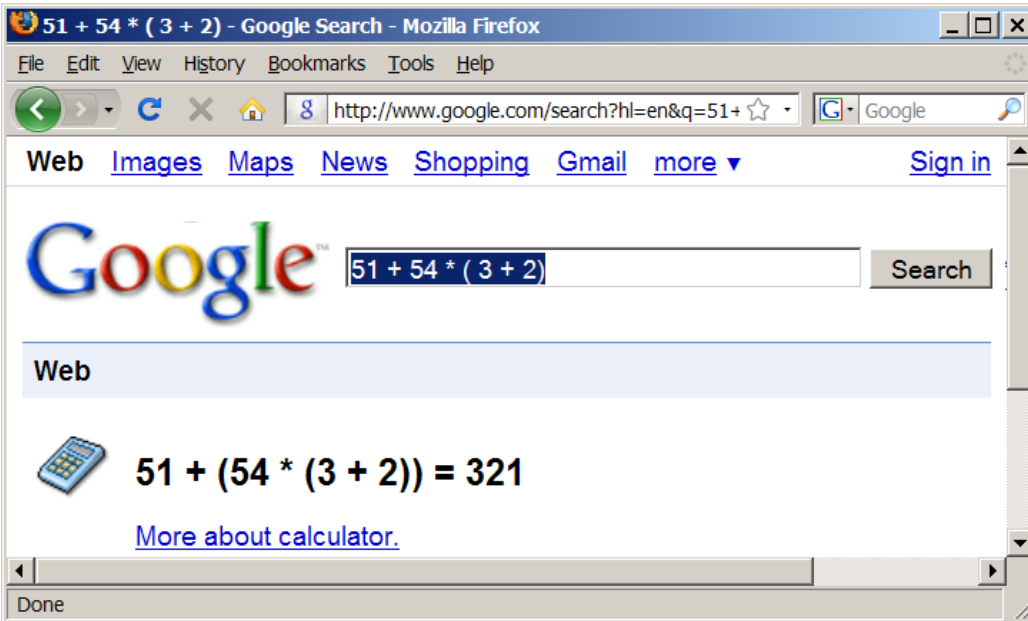 51 + 54 * ( 3 + 2) - Google Search - Mozilla Firefox
File Edit View History Bookmarks Tools Help
8 http://www.google.com/search?hl=en&q=51+ G Google
Web Images Maps News Shopping Gmail more ▼ Sign in
Google™ 51 + 54 * ( 3 + 2) Search
Web
51 + (54 * (3 + 2)) = 321
More about calculator.
Done